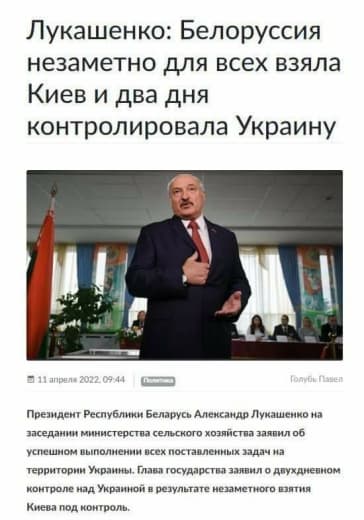 Лукашенко: Белоруссия
незаметно для всех взяла
Киев и два дня
контролировала Украину
11 апреля 2022, 09:44 Политика Голубь Павел
Президент Республики Беларусь Александр Лукашенко на
заседании министерства сельского хозяйства заявил об
успешном выполнении всех поставленных задач на
территории Украины. Глава государства заявил о двухдневном
контроле над Украиной в результате незаметного взятия
Киева под контроль.